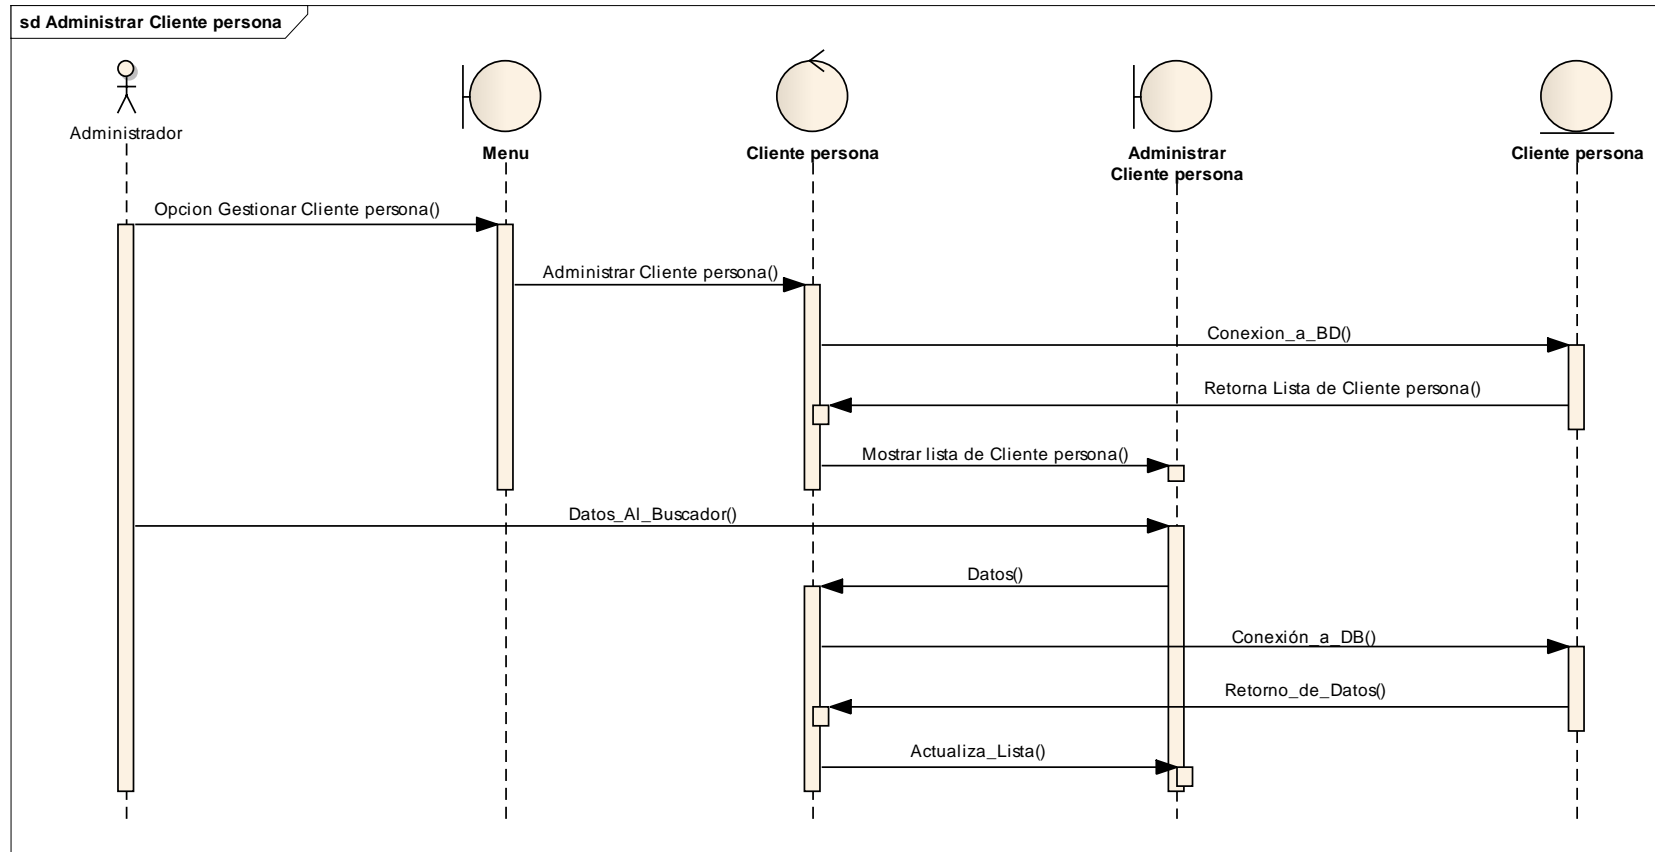 sd Administrar Cliente persona
Administrador
Menu
Cliente persona
Administrar
Cliente persona
Cliente persona
Opcion Gestionar Cliente persona()
Administrar Cliente persona()
Conexion_a_BD()
Retorna Lista de Cliente persona()
Mostrar lista de Cliente persona()
Datos_Al_Buscador()
Datos()
Conexión_a_DB()
Retorno_de_Datos()
Actualiza_Lista()